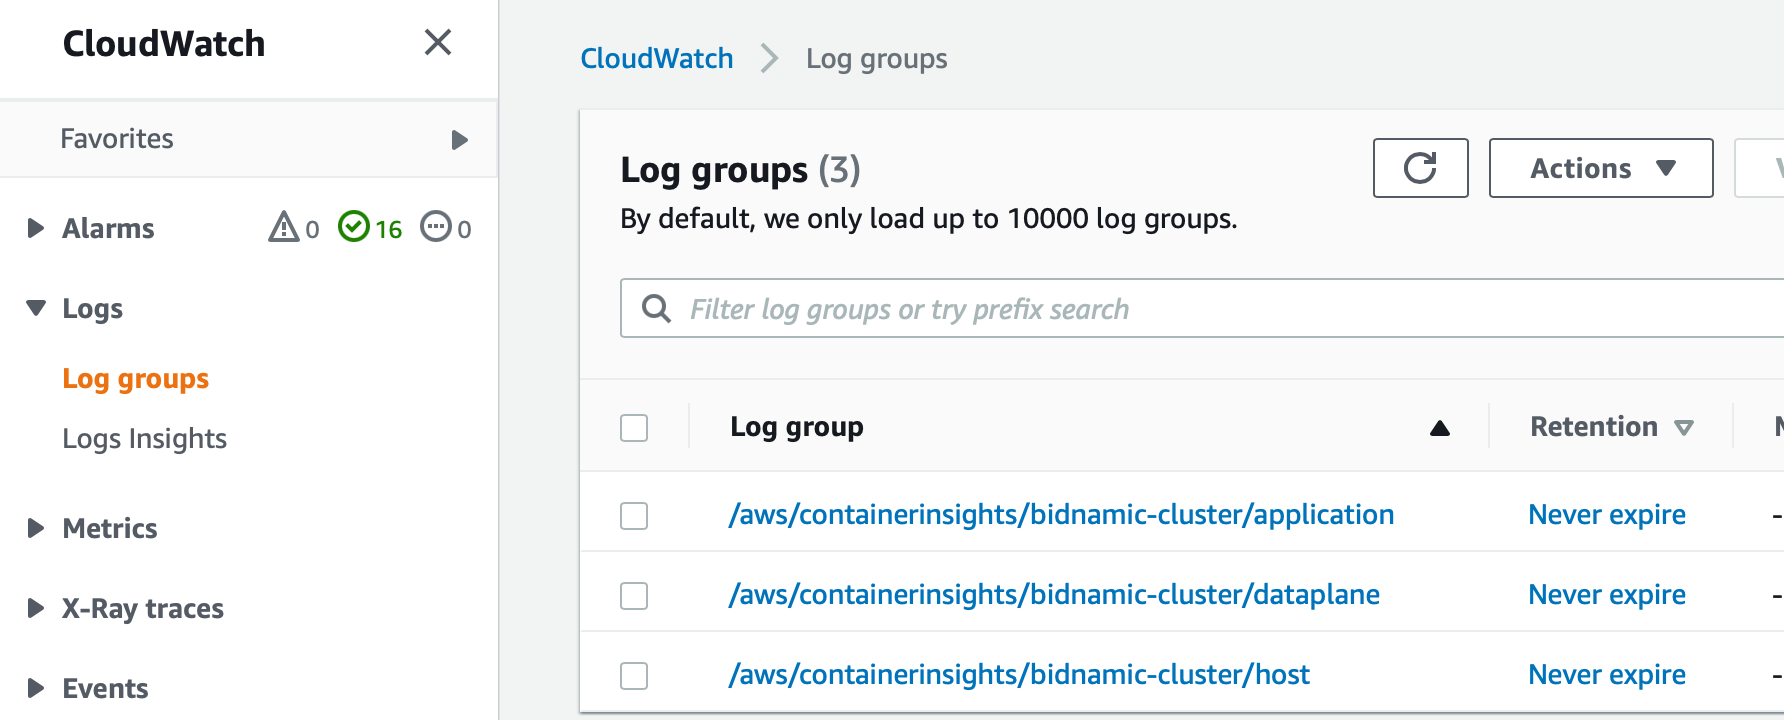 CloudWatch
Favorites
Alarms 0 16 0
Logs
Log groups
Logs Insights
Metrics
X-Ray traces
Events
CloudWatch Log groups
Log groups (3)
Actions
By default, we only load up to 10000 log groups.
Filter log groups or try prefix search
Log group Retention
/aws/containerinsights/bidnamic-cluster/application Never expire -
/aws/containerinsights/bidnamic-cluster/dataplane Never expire -
/aws/containerinsights/bidnamic-cluster/host Never expire -